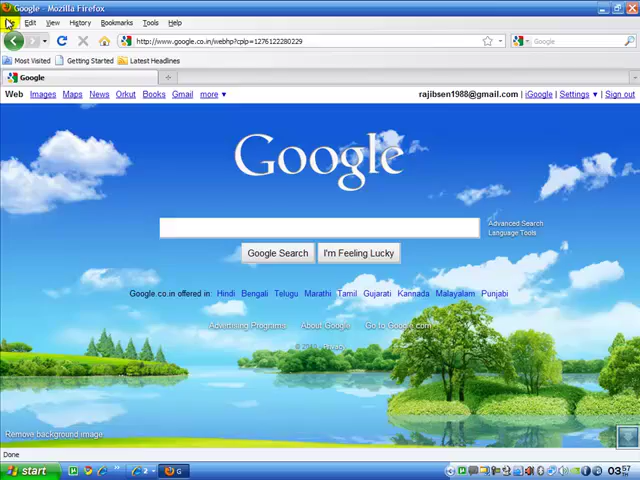 Google - Mozilla Firefox
Edit View History Bookmarks Tools Help
http://www.google.co.in/webhp?cplp=1276122280229
Google
Most Visited Getting Started Latest Headlines
Google
Web Images Maps News Orkut Books Gmail more ▼
rajibsen1988@gmail.com | iGoogle | Settings ▼ | Sign out
Google
Advanced Search
Language Tools
Google Search I'm Feeling Lucky
Google.co.in offered in: Hindi Bengali Telugu Marathi Tamil Gujarati Kannada Malayalam Punjabi
Advertising Programs About Google Go to Google.com
Privacy
Remove background image
Done
start G 03:57